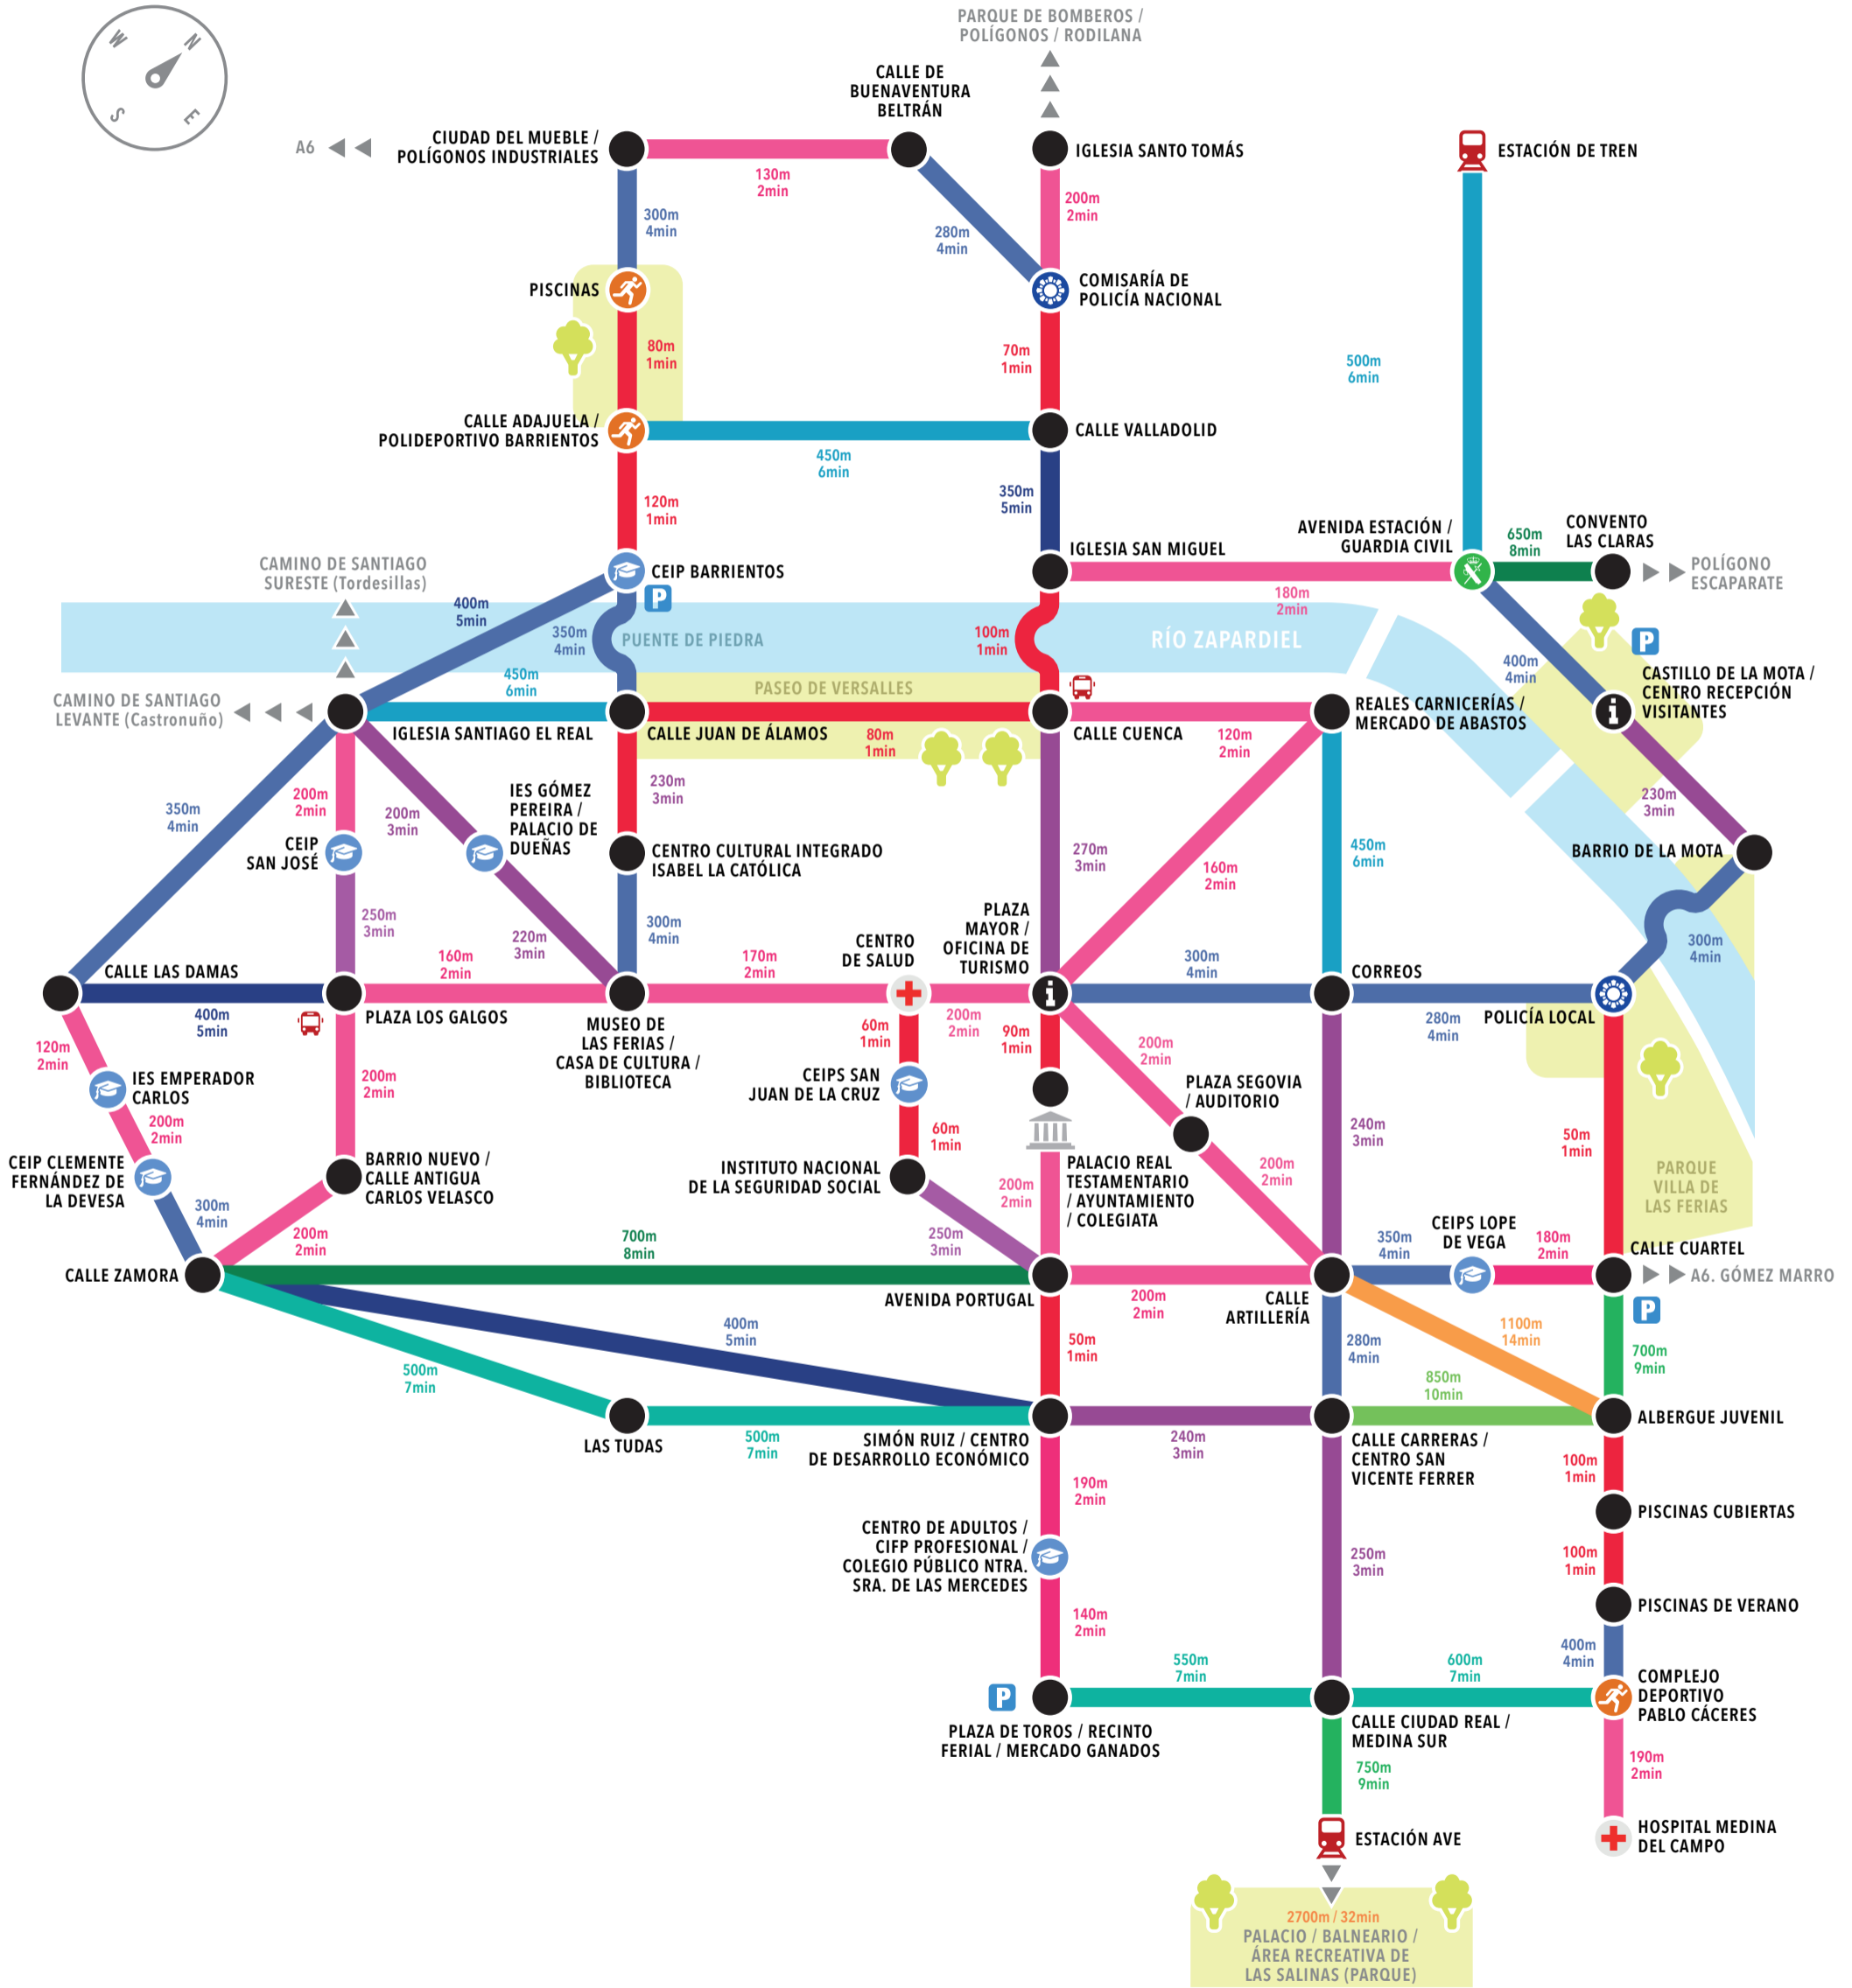 W
N
S
E
PARQUE DE BOMBEROS /
POLÍGONOS / RODILANA
CALLE DE
BUENAVENTURA
BELTRÁN
A6
CIUDAD DEL MUEBLE /
POLÍGONOS INDUSTRIALES
IGLESIA SANTO TOMÁS
ESTACIÓN DE TREN
130m
2min
200m
2min
300m
4min
280m
4min
PISCINAS
COMISARÍA DE
POLICÍA NACIONAL
80m
1min
70m
1min
500m
6min
CALLE ADAJUELA /
POLIDEPORTIVO BARRIENTOS
CALLE VALLADOLID
450m
6min
120m
1min
350m
5min
AVENIDA ESTACIÓN /
GUARDIA CIVIL
650m
8min
CONVENTO
LAS CLARAS
IGLESIA SAN MIGUEL
CAMINO DE SANTIAGO
SURESTE (Tordesillas)
CEIP BARRIENTOS
P
POLÍGONO
ESCAPARATE
180m
2min
400m
5min
350m
4min
PUENTE DE PIEDRA
100m
1min
RÍO ZAPARDIEL
P
400m
4min
CASTILLO DE LA MOTA /
CENTRO RECEPCIÓN
VISITANTES
450m
6min
PASEO DE VERSALLES
CAMINO DE SANTIAGO
LEVANTE (Castronuño)
REALES CARNICERÍAS /
MERCADO DE ABASTOS
i
IGLESIA SANTIAGO EL REAL
CALLE JUAN DE ÁLAMOS
80m
1min
CALLE CUENCA
120m
2min
350m
4min
200m
2min
200m
3min
IES GÓMEZ
PEREIRA /
PALACIO DE
DUEÑAS
230m
3min
230m
3min
CEIP
SAN JOSÉ
CENTRO CULTURAL INTEGRADO
ISABEL LA CATÓLICA
270m
3min
160m
2min
450m
6min
BARRIO DE LA MOTA
250m
3min
220m
3min
300m
4min
PLAZA
MAYOR /
OFICINA DE
TURISMO
300m
4min
CENTRO
DE SALUD
160m
2min
170m
2min
300m
4min
CALLE LAS DAMAS
CORREOS
i
400m
5min
PLAZA LOS GALGOS
MUSEO DE
LAS FERIAS /
CASA DE CULTURA /
BIBLIOTECA
60m
1min
200m
2min
90m
1min
280m
4min
POLICÍA LOCAL
120m
2min
IES EMPERADOR
CARLOS
200m
2min
CEIPS SAN
JUAN DE LA CRUZ
200m
2min
PLAZA SEGOVIA
/ AUDITORIO
200m
2min
60m
1min
240m
3min
50m
1min
CEIP CLEMENTE
FERNÁNDEZ DE
LA DEVESA
BARRIO NUEVO /
CALLE ANTIGUA
CARLOS VELASCO
INSTITUTO NACIONAL
DE LA SEGURIDAD SOCIAL
200m
2min
PALACIO REAL
TESTAMENTARIO
/ AYUNTAMIENTO
/ COLEGIATA
200m
2min
PARQUE
VILLA DE
LAS FERIAS
300m
4min
200m
2min
700m
8min
250m
3min
350m
4min
CEIPS LOPE
DE VEGA
180m
2min
CALLE CUARTEL
CALLE ZAMORA
AVENIDA PORTUGAL
200m
2min
CALLE
ARTILLERÍA
A6. GÓMEZ MARRO
P
400m
5min
50m
1min
280m
4min
1100m
14min
700m
9min
500m
7min
850m
10min
LAS TUDAS
500m
7min
SIMÓN RUIZ / CENTRO
DE DESARROLLO ECONÓMICO
240m
3min
CALLE CARRERAS /
CENTRO SAN
VICENTE FERRER
ALBERGUE JUVENIL
100m
1min
190m
2min
PISCINAS CUBIERTAS
CENTRO DE ADULTOS /
CIFP PROFESIONAL /
COLEGIO PÚBLICO NTRA.
SRA. DE LAS MERCEDES
250m
3min
100m
1min
140m
2min
PISCINAS DE VERANO
550m
7min
600m
7min
400m
4min
P
COMPLEJO
DEPORTIVO
PABLO CÁCERES
PLAZA DE TOROS / RECINTO
FERIAL / MERCADO GANADOS
CALLE CIUDAD REAL /
MEDINA SUR
750m
9min
190m
2min
ESTACIÓN AVE
HOSPITAL MEDINA
DEL CAMPO
2700m / 32min
PALACIO / BALNEARIO /
ÁREA RECREATIVA DE
LAS SALINAS (PARQUE)